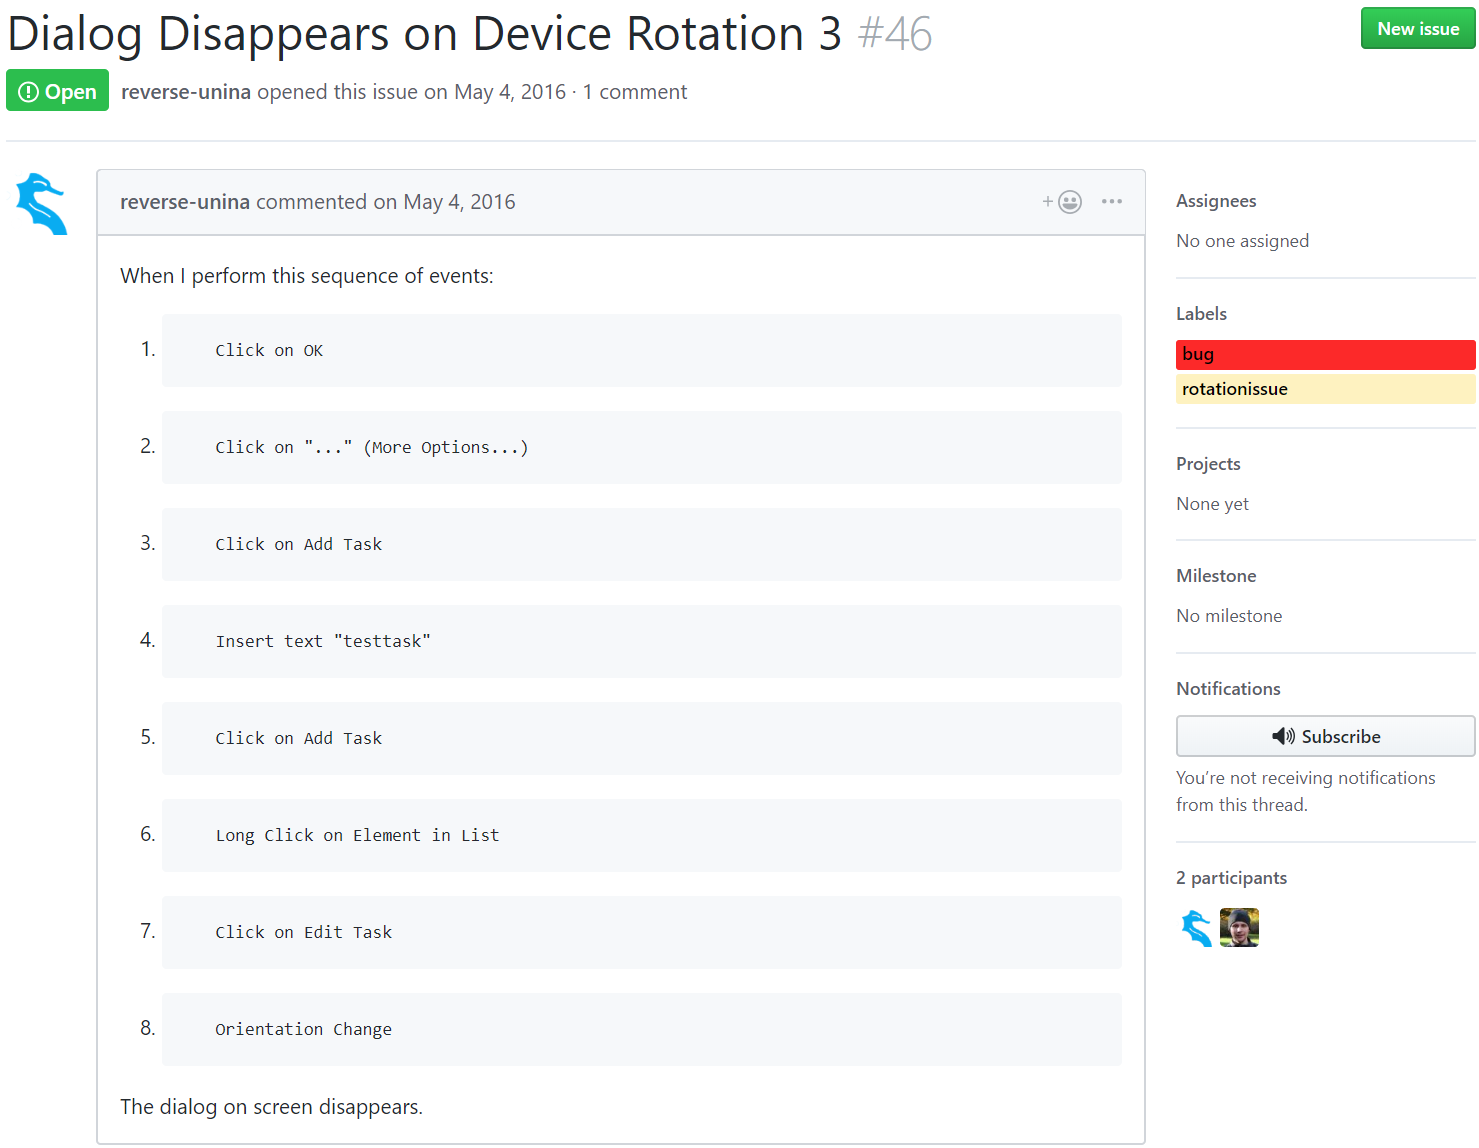 Dialog Disappears on Device Rotation 3 #46
New issue
Open
reverse-unina opened this issue on May 4, 2016 · 1 comment
reverse-unina commented on May 4, 2016
When I perform this sequence of events:
1. Click on OK
2. Click on "..." (More Options...)
3. Click on Add Task
4. Insert text "testtask"
5. Click on Add Task
6. Long Click on Element in List
7. Click on Edit Task
8. Orientation Change
The dialog on screen disappears.
Assignees
No one assigned
Labels
bug
rotationissue
Projects
None yet
Milestone
No milestone
Notifications
Subscribe
You’re not receiving notifications
from this thread.
2 participants